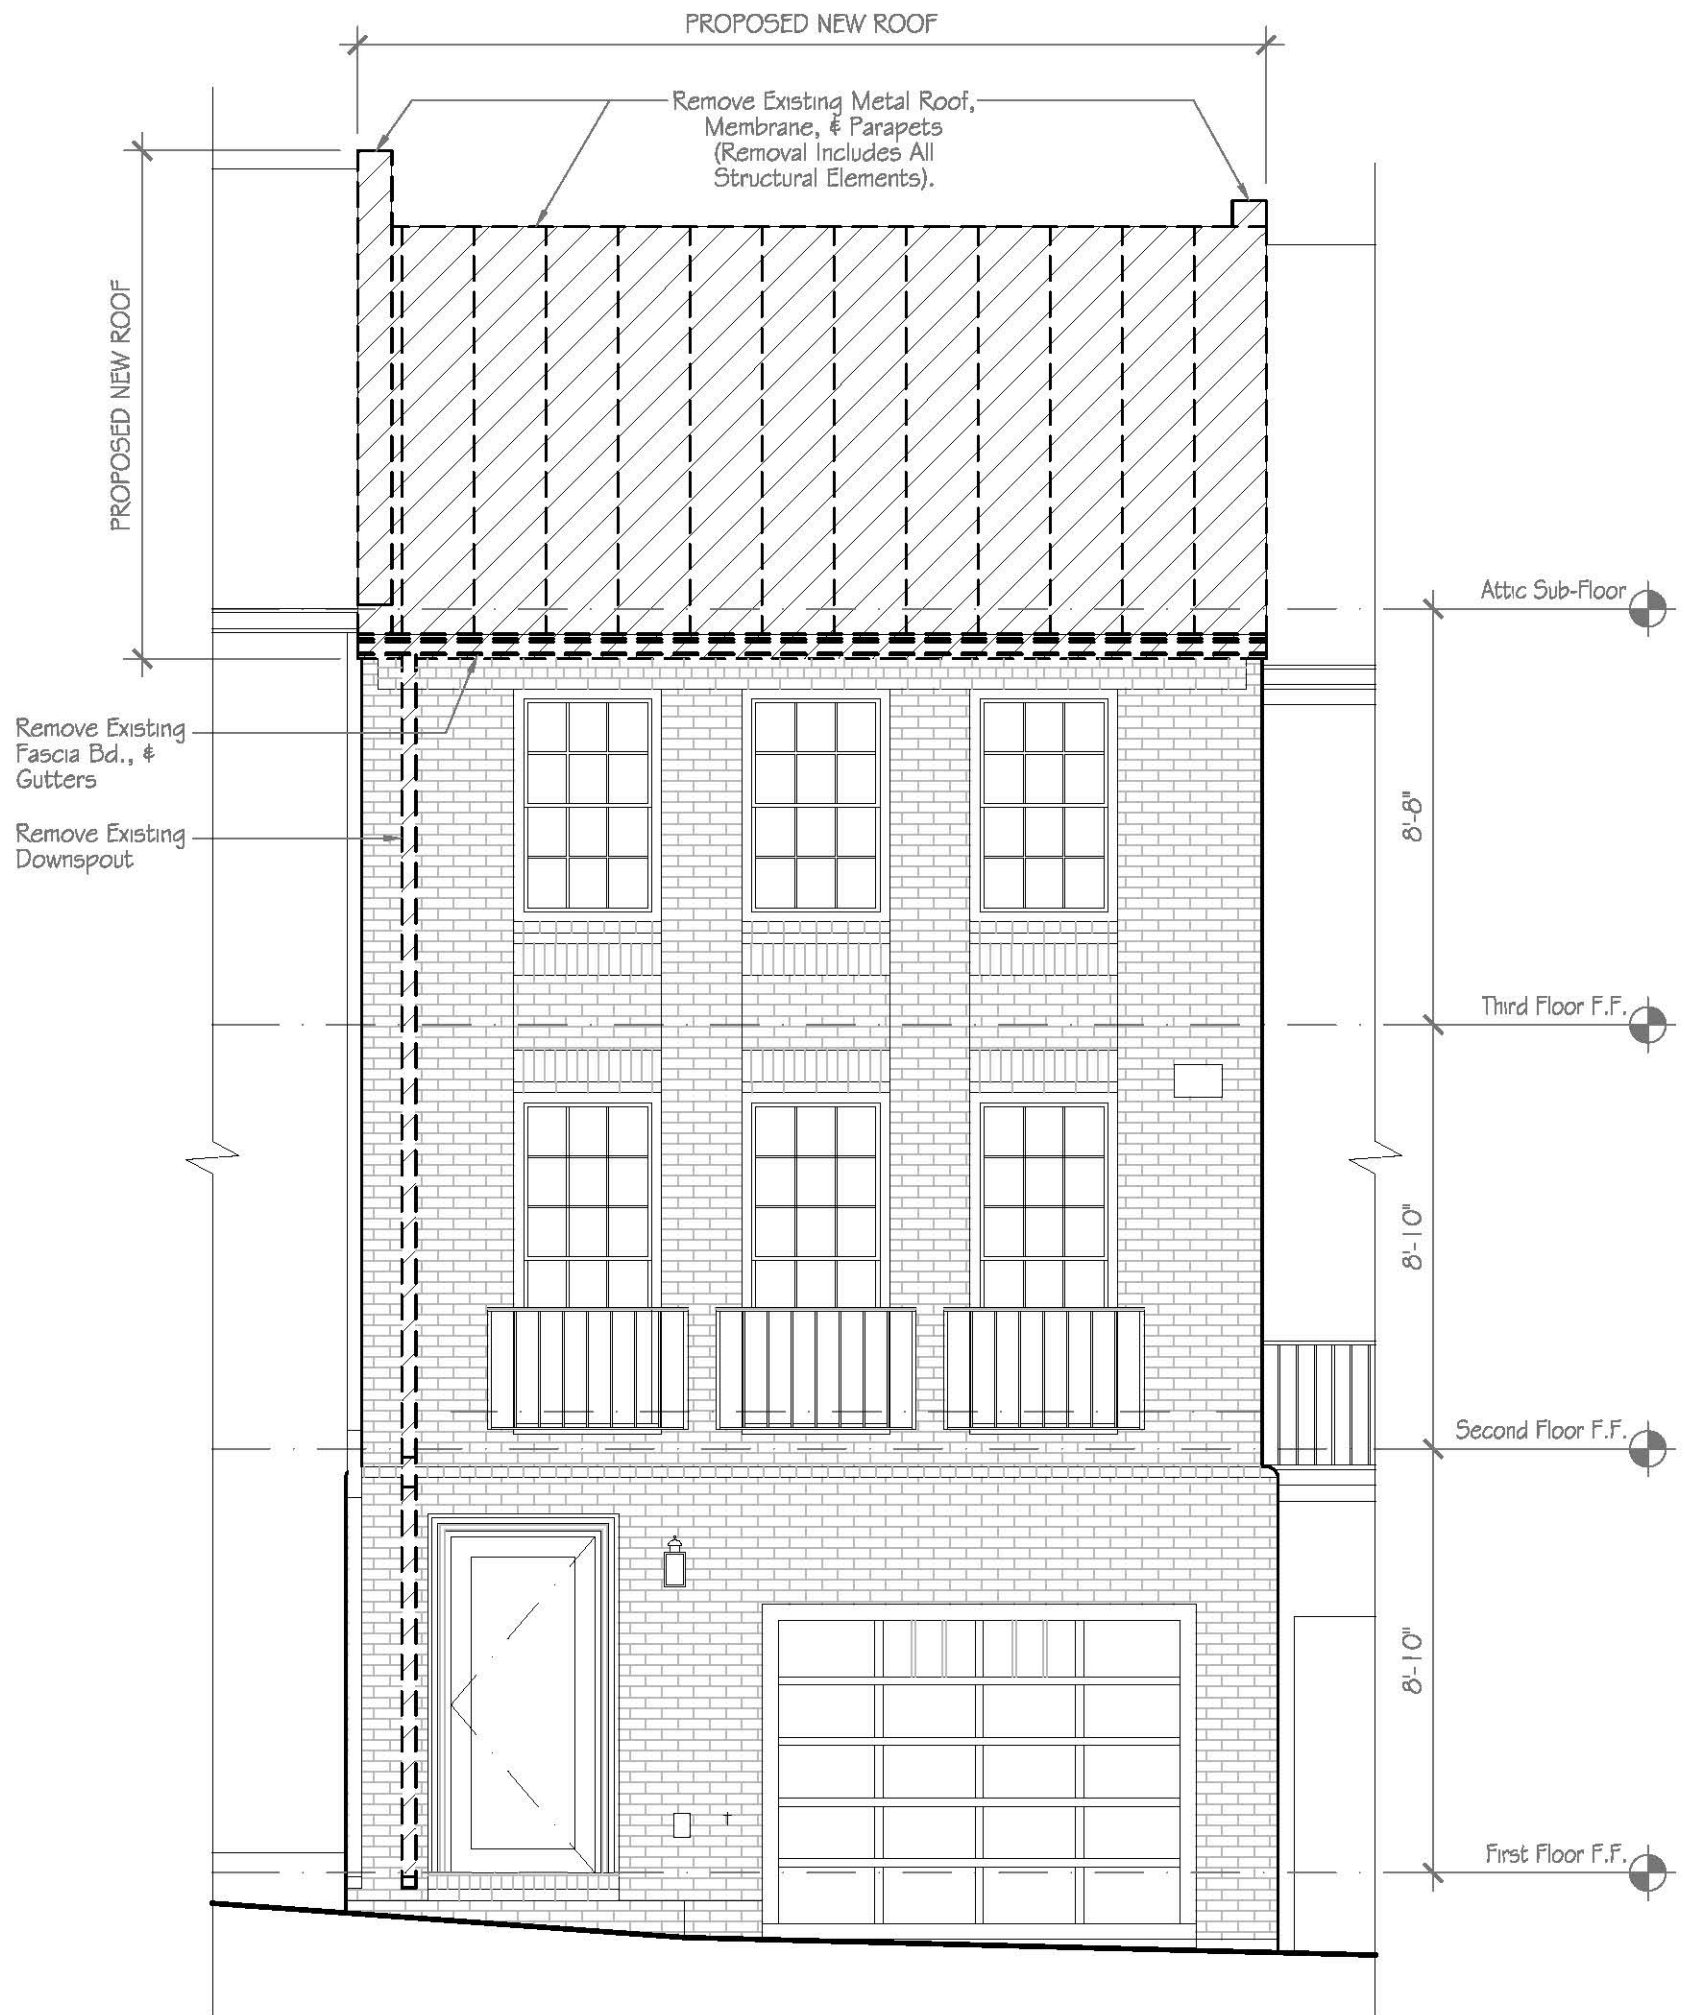 PROPOSED NEW ROOF
Remove Existing Metal Roof,
Membrane, & Parapets
(Removal Includes All
Structural Elements).
PROPOSED NEW ROOF
Attic Sub-Floor
Remove Existing
Fascia Bd., &
Gutters
Remove Existing
Downspout
8'-8"
Third Floor F.F.
8'-10"
Second Floor F.F.
8'-10"
First Floor F.F.